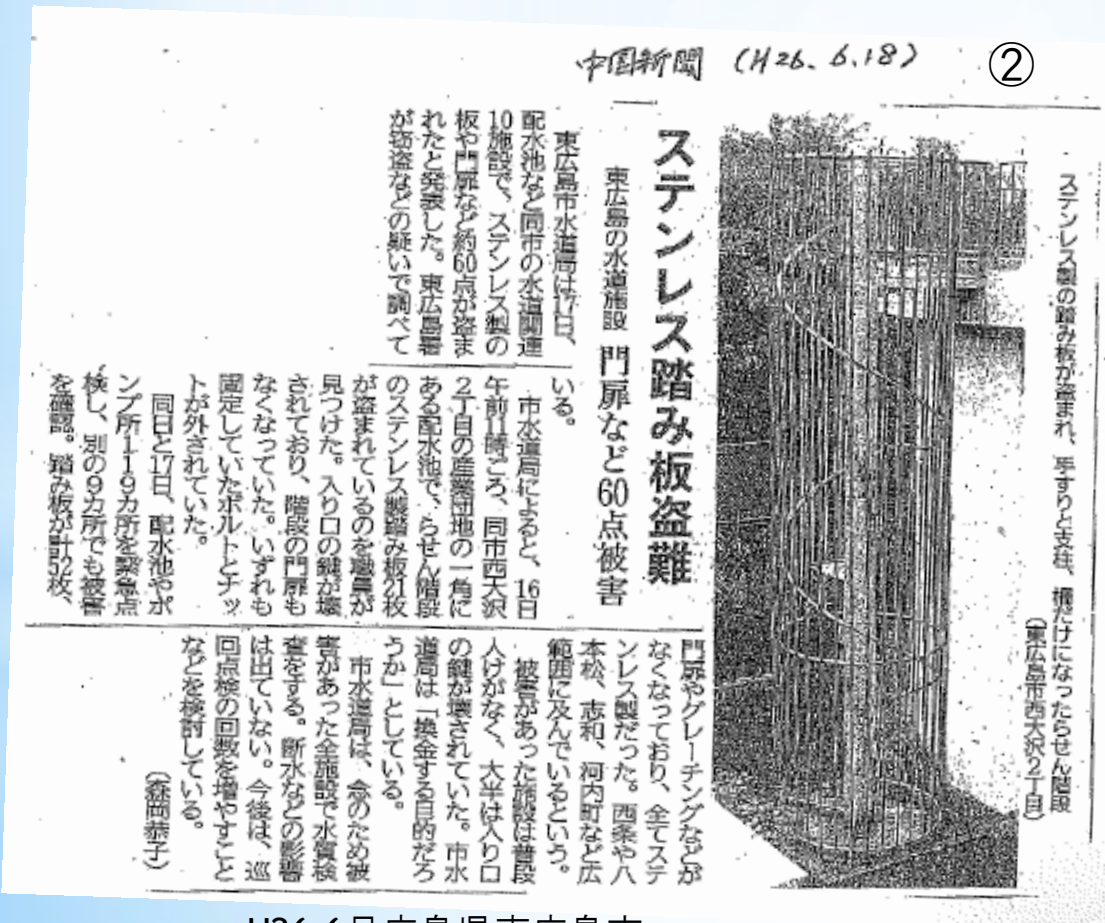 中国新聞 (H26.6.18)
②
ステンレス踏み板盗難
東広島の水道施設 門扉など60点被害
東広島市水道局は17日、
配水池など同市の水道関連
10施設で、ステンレス製の
板や門扉など約60点が盗ま
れたと発表した。東広島署
が窃盗などの疑いで調べて
いる。
市水道局によると、16日
午前11時ごろ、同市西大沢
2丁目の産業団地の一角に
ある配水池で、らせん階段
のステンレス製踏み板21枚
が盗まれているのを職員が
見つけた。入り口の鍵が壊
されており、階段の門扉も
なくなっていた。いずれも
固定していたボルトとナッ
トが外されていた。
同日と17日、配水池やポ
ンプ所119カ所を緊急点
検し、別の9カ所でも被害
を確認。踏み板が計52枚、
門扉やグレーチングなどが
なくなっており、全てステ
ンレス製だった。西条や八
本松、志和、河内町など広
範囲に及んでいるという。
被害があった施設は普段
人けがなく、大半は入り口
の鍵が壊されていた。市水
道局は「換金する目的だろ
うか」としている。
市水道局は、念のため被
害があった全施設で水質検
査をする。断水などの影響
は出ていない。今後は、巡
回点検の回数を増やすこと
などを検討している。
(森岡恭子)
ステンレス製の踏み板が盗まれ、手すりと支柱、横だけになったらせん階段
(東広島市西大沢2丁目)